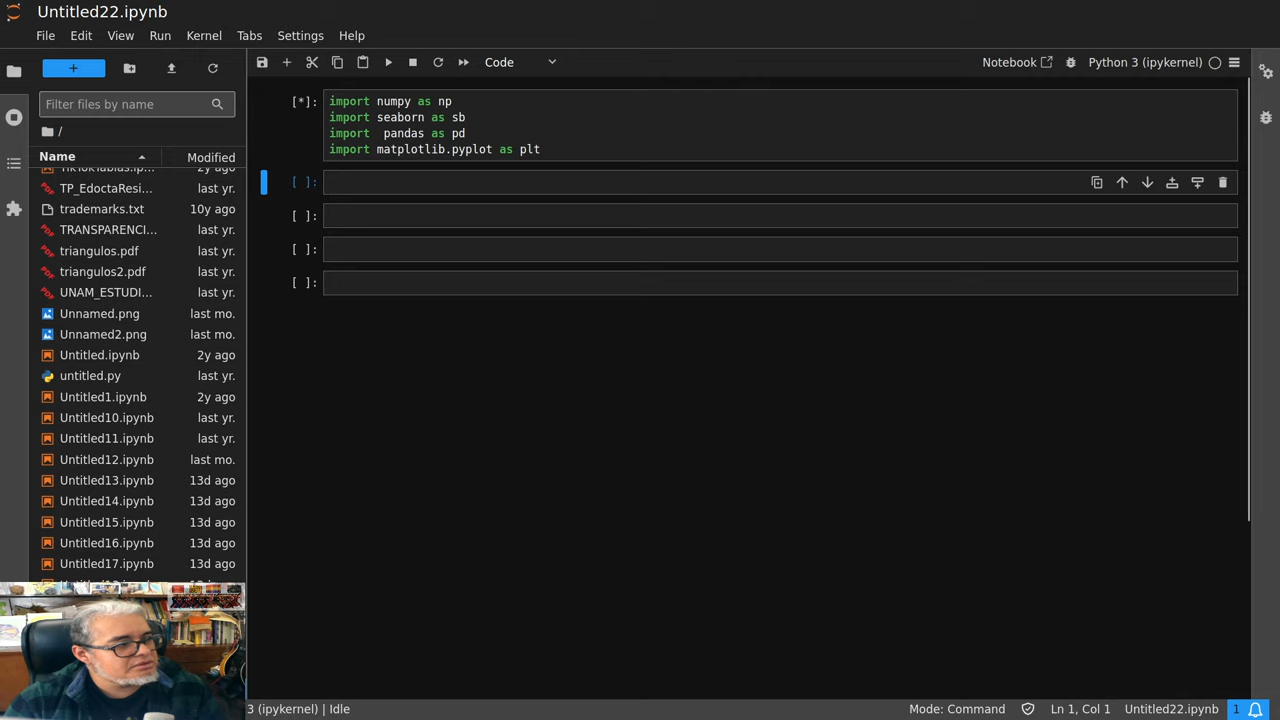 Untitled22.ipynb
File Edit View Run Kernel Tabs Settings Help
+
Code
Notebook
Python 3 (ipykernel)
Filter files by name
/
Name Modified
TP_EdoctaResi... last yr.
trademarks.txt 10y ago
TRANSPARENCI... last yr.
triangulos.pdf last yr.
triangulos2.pdf last yr.
UNAM_ESTUDI... last yr.
Unnamed.png last mo.
Unnamed2.png last mo.
Untitled.ipynb 2y ago
untitled.py last yr.
Untitled1.ipynb 2y ago
Untitled10.ipynb last yr.
Untitled11.ipynb last yr.
Untitled12.ipynb last mo.
Untitled13.ipynb 13d ago
Untitled14.ipynb 13d ago
Untitled15.ipynb 13d ago
Untitled16.ipynb 13d ago
Untitled17.ipynb 13d ago
[*]: import numpy as np
import seaborn as sb
import  pandas as pd
import matplotlib.pyplot as plt
[ ]:
[ ]:
[ ]:
[ ]:
3 (ipykernel) | Idle
Mode: Command
Ln 1, Col 1
Untitled22.ipynb
1